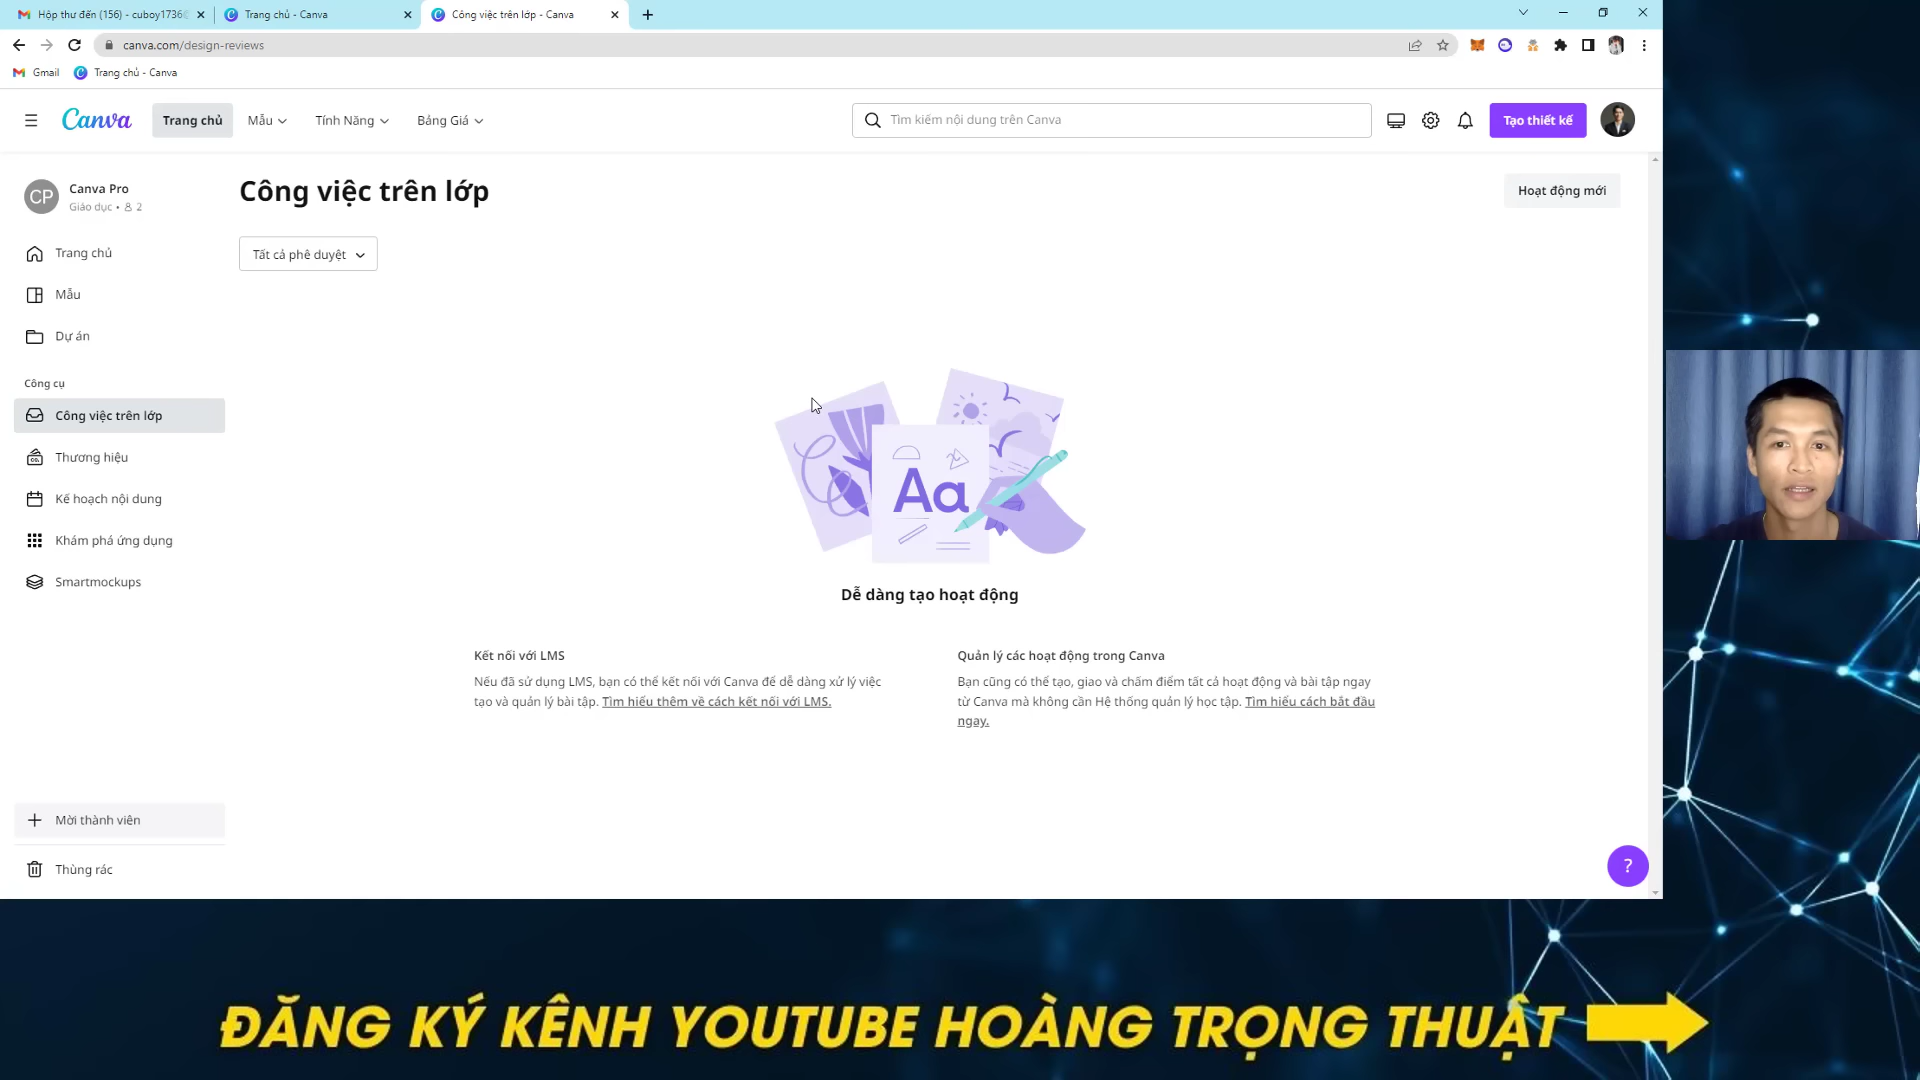 Hộp thư đến (156) - cuboy1736
Trang chủ - Canva
Công việc trên lớp - Canva
canva.com/design-reviews
Gmail
Trang chủ - Canva
Canva
Trang chủ
Mẫu
Tính Năng
Bảng Giá
Tìm kiếm nội dung trên Canva
Tạo thiết kế
CP
Canva Pro
Giáo dục • 2
Công việc trên lớp
Hoạt động mới
Tất cả phê duyệt
Trang chủ
Mẫu
Dự án
Công cụ
Công việc trên lớp
Thương hiệu
Kế hoạch nội dung
Khám phá ứng dụng
Smartmockups
Aa
Dễ dàng tạo hoạt động
Kết nối với LMS
Nếu đã sử dụng LMS, bạn có thể kết nối với Canva để dễ dàng xử lý việc
tạo và quản lý bài tập. Tìm hiểu thêm về cách kết nối với LMS.
Quản lý các hoạt động trong Canva
Bạn cũng có thể tạo, giao và chấm điểm tất cả hoạt động và bài tập ngay
từ Canva mà không cần Hệ thống quản lý học tập. Tìm hiểu cách bắt đầu
ngay.
Mời thành viên
Thùng rác
?
ĐĂNG KÝ KÊNH YOUTUBE HOÀNG TRỌNG THUẬT